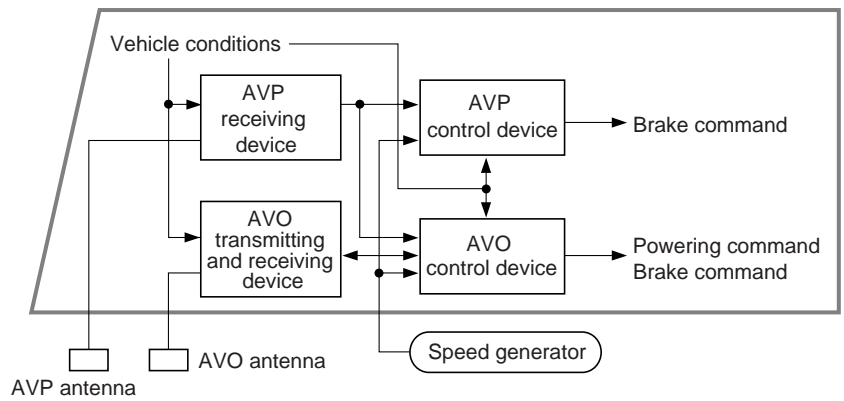 Vehicle conditions
AVP
receiving
device
AVP
control device
Brake command
AVO
transmitting
and receiving
device
AVO
control device
Powering command
Brake command
Speed generator
AVO antenna
AVP antenna